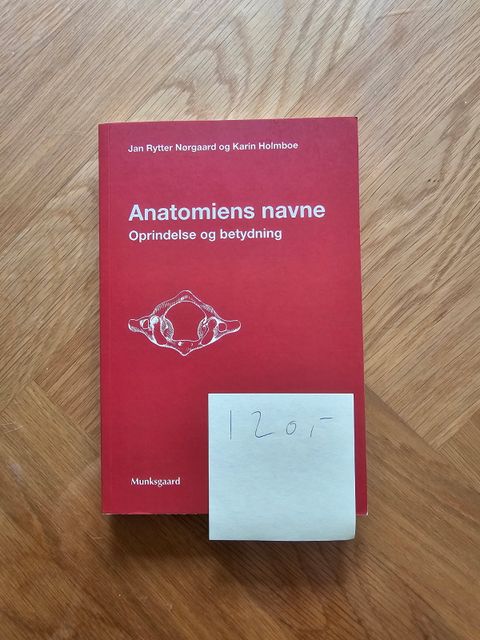 Jan Rytter Nørgaard og Karin Holmboe
Anatomiens navne
Oprindelse og betydning
120,-
Munksgaard